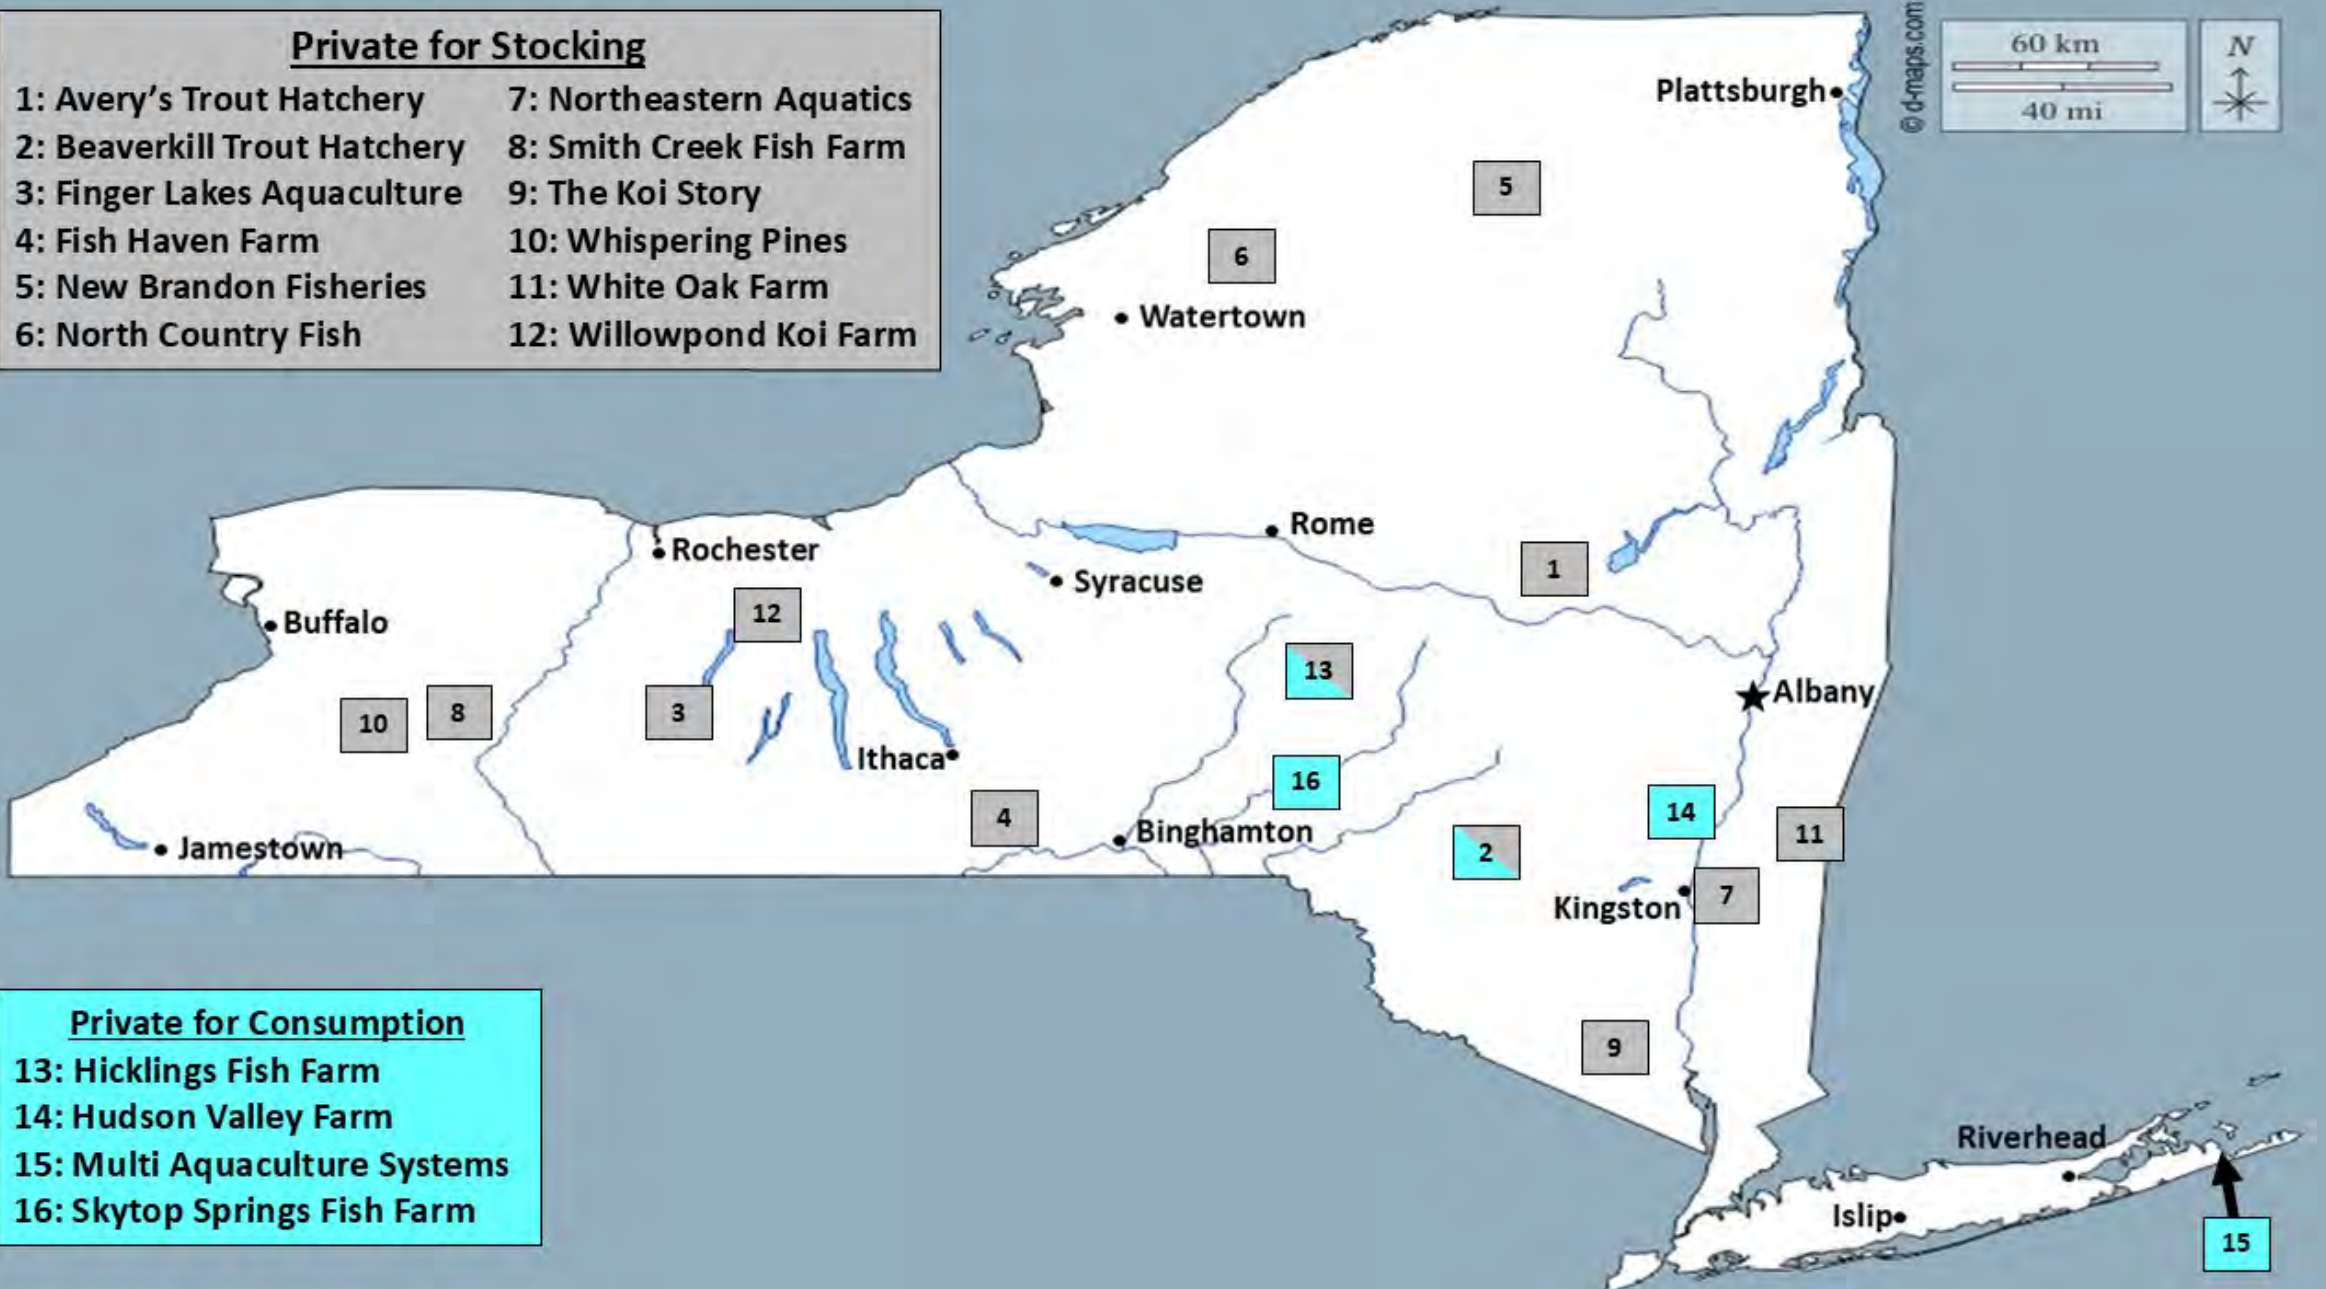 Private for Stocking
1: Avery's Trout Hatchery
2: Beaverkill Trout Hatchery
3: Finger Lakes Aquaculture
4: Fish Haven Farm
5: New Brandon Fisheries
6: North Country Fish
7: Northeastern Aquatics
8: Smith Creek Fish Farm
9: The Koi Story
10: Whispering Pines
11: White Oak Farm
12: Willowpond Koi Farm
© d-maps.com
60 km
40 mi
N
Plattsburgh
5
6
Watertown
Rome
Rochester
1
Syracuse
12
Buffalo
13
Albany
3
8
10
Ithaca
16
14
4
Binghamton
11
Jamestown
2
7
Kingston
9
Private for Consumption
13: Hicklings Fish Farm
14: Hudson Valley Farm
15: Multi Aquaculture Systems
16: Skytop Springs Fish Farm
Riverhead
Islip
15